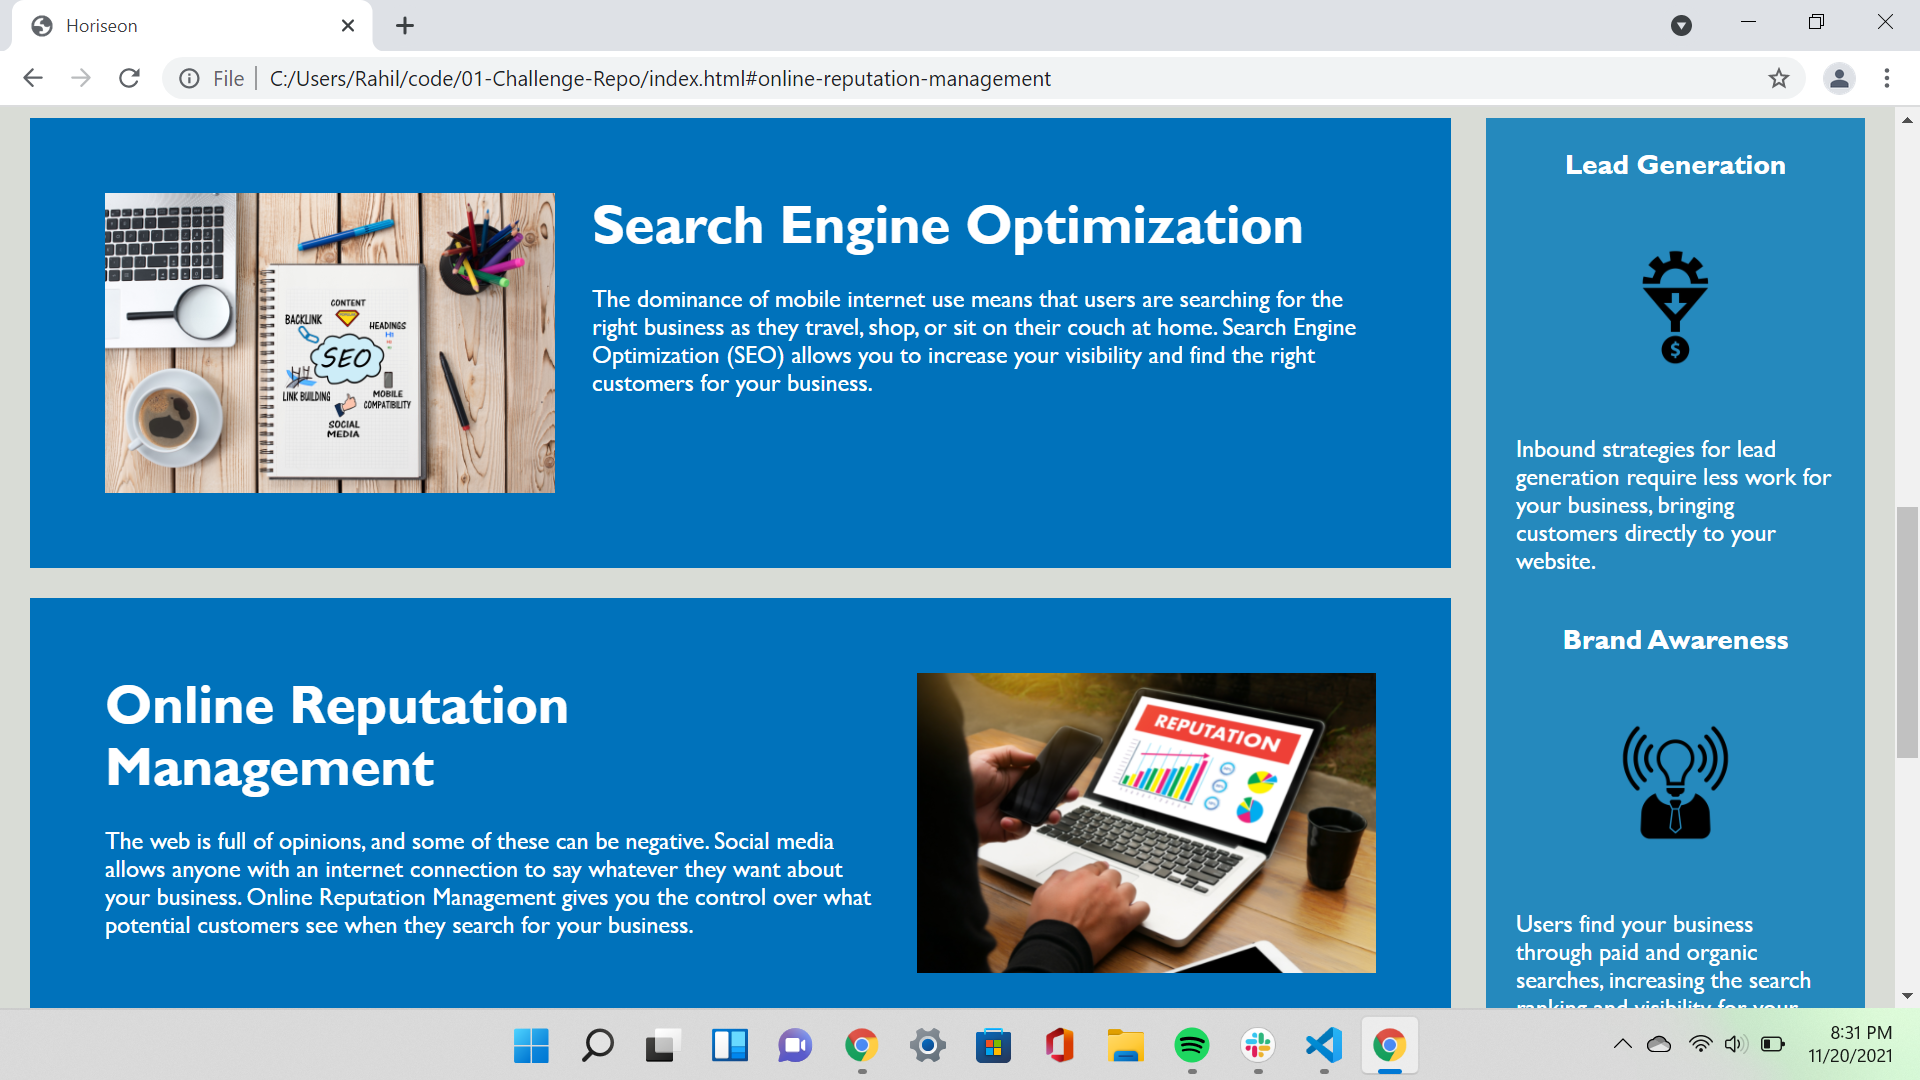 Horiseon
File
C:/Users/Rahil/code/01-Challenge-Repo/index.html#online-reputation-management
CONTENT
BACKLINK
HEADINGS
H1
SEO
LINK BUILDING
MOBILE
COMPATIBILITY
SOCIAL
MEDIA
Search Engine Optimization
The dominance of mobile internet use means that users are searching for the
right business as they travel, shop, or sit on their couch at home. Search Engine
Optimization (SEO) allows you to increase your visibility and find the right
customers for your business.
Online Reputation
Management
The web is full of opinions, and some of these can be negative. Social media
allows anyone with an internet connection to say whatever they want about
your business. Online Reputation Management gives you the control over what
potential customers see when they search for your business.
REPUTATION
Lead Generation
$
Inbound strategies for lead
generation require less work for
your business, bringing
customers directly to your
website.
Brand Awareness
Users find your business
through paid and organic
searches, increasing the search
ranking and visibility for your
8:31 PM
11/20/2021